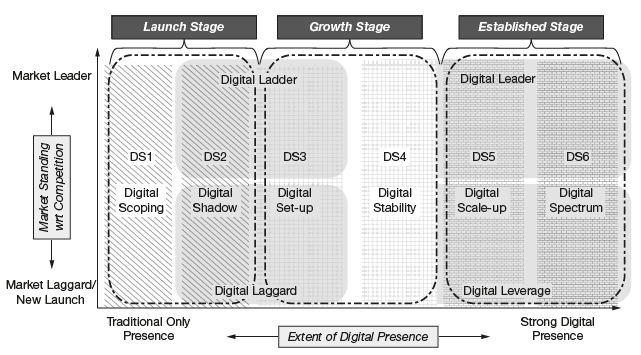 Launch Stage
Growth Stage
Established Stage
Market Leader
Digital Ladder
Digital Leader
DS1
DS2
DS3
DS4
DS5
DS6
Market Standing
wrt Competition
Digital
Scoping
Digital
Shadow
Digital
Set-up
Digital
Stability
Digital
Scale-up
Digital
Spectrum
Market Laggard/
New Launch
Digital Laggard
Digital Leverage
Traditional Only
Presence
Extent of Digital Presence
Strong Digital
Presence